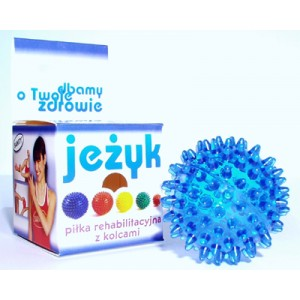 dbamy
o Twoje
zdrowie
jeżyk
piłka rehabilitacyjna
z kolcami